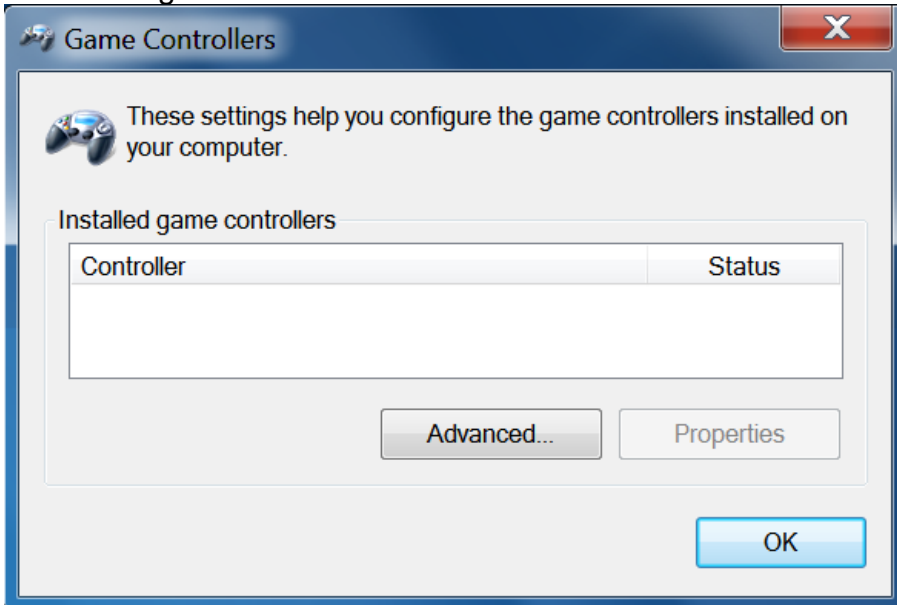 Game Controllers
These settings help you configure the game controllers installed on
your computer.
Installed game controllers
Controller Status
Advanced... Properties
OK